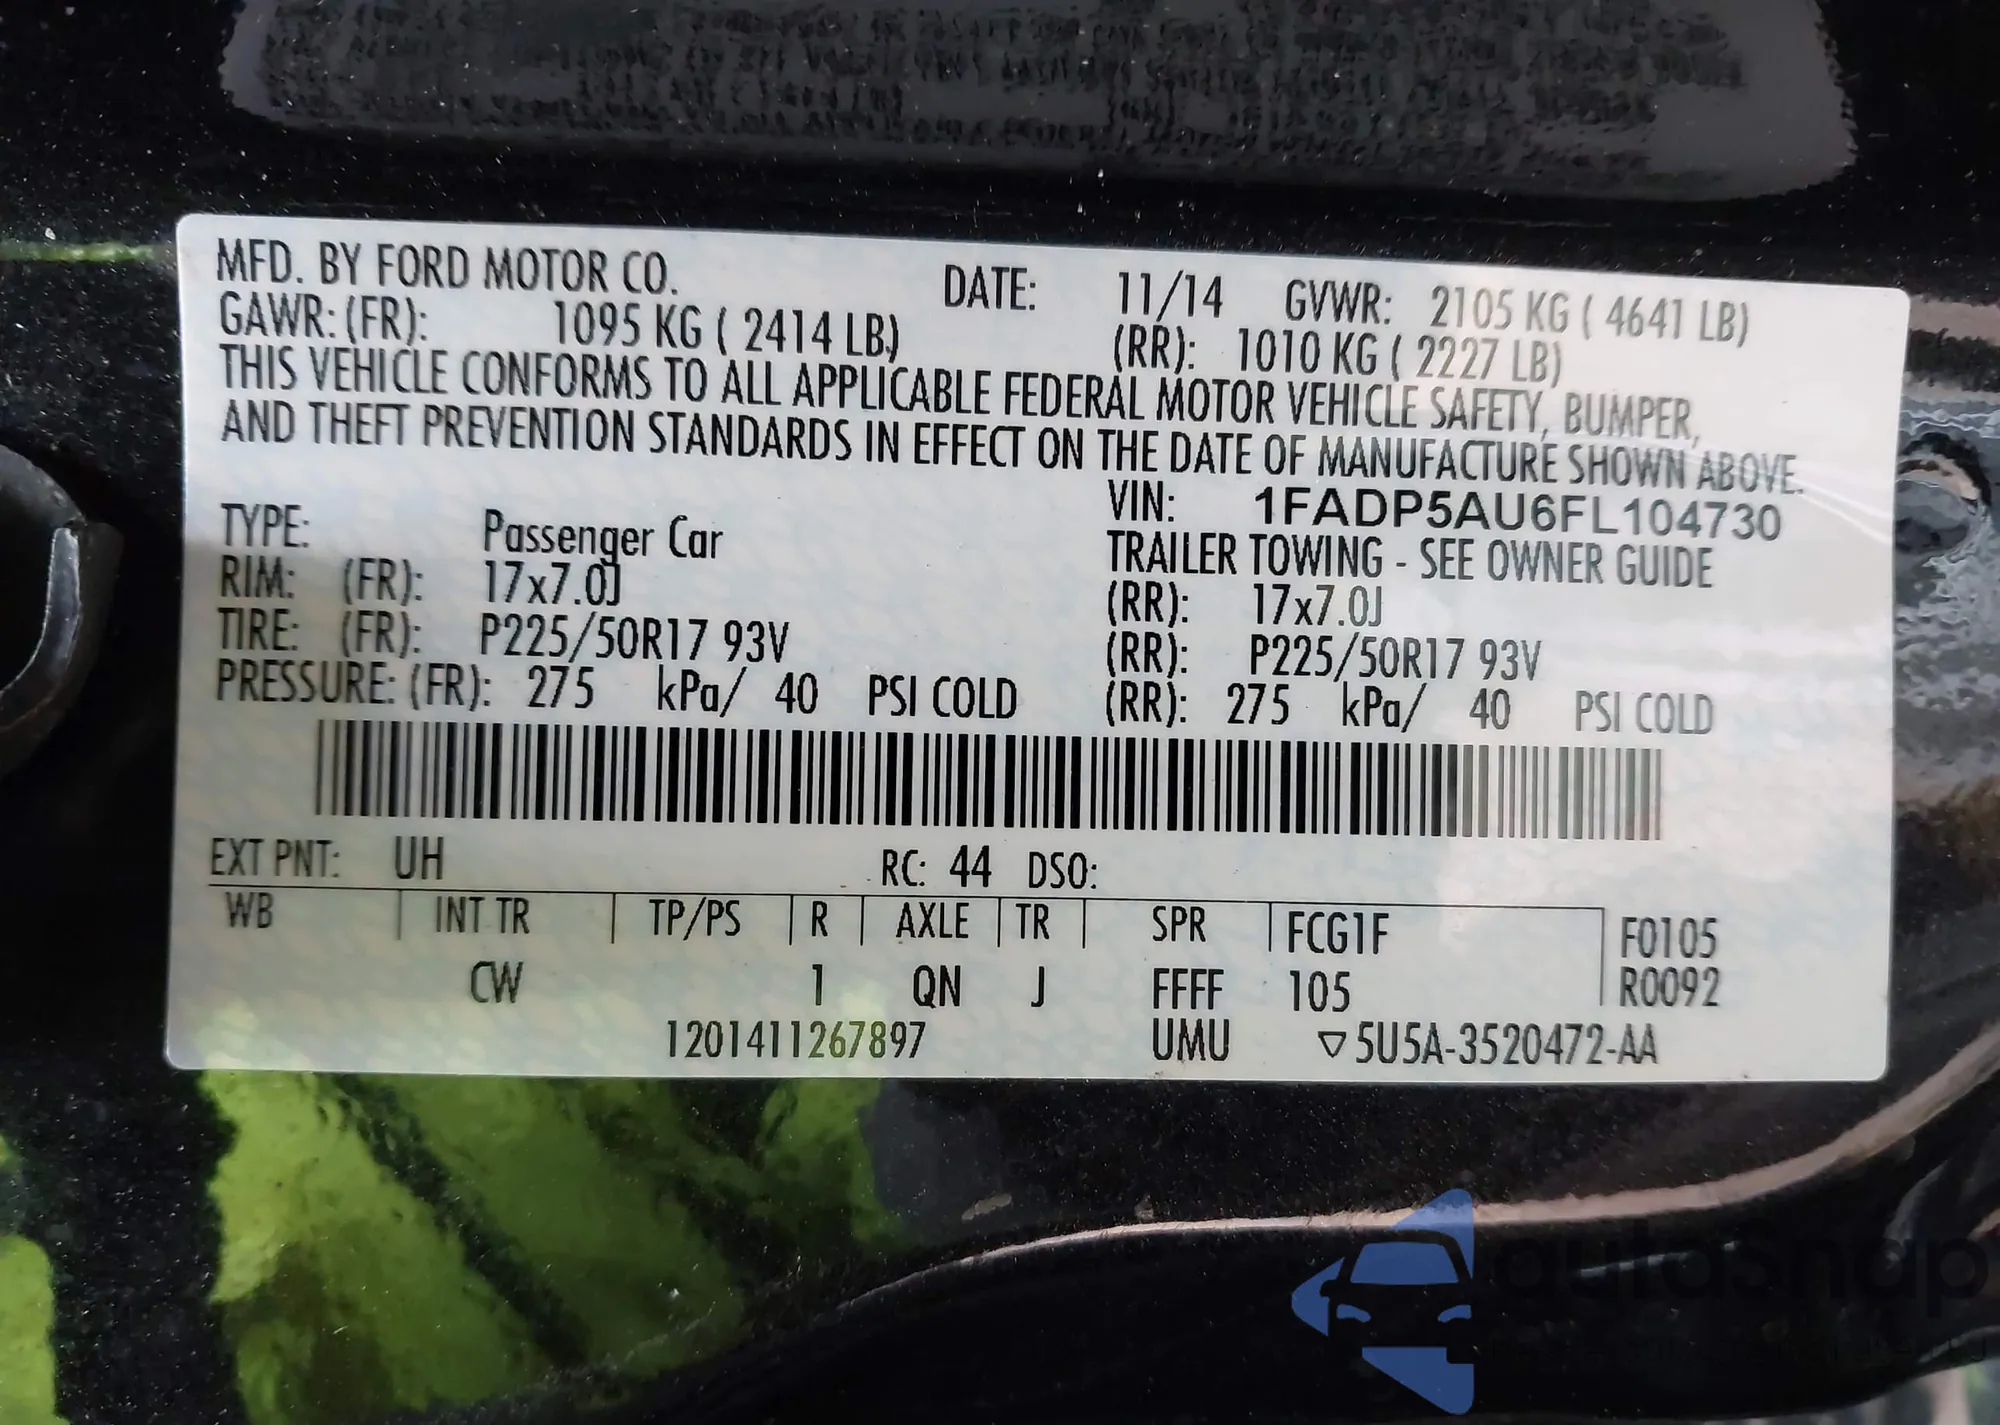 MFD. BY FORD MOTOR CO. DATE: 11/14 GVWR: 2105 KG ( 4641 LB)
GAWR: (FR): 1095 KG ( 2414 LB) (RR): 1010 KG ( 2227 LB)
THIS VEHICLE CONFORMS TO ALL APPLICABLE FEDERAL MOTOR VEHICLE SAFETY, BUMPER,
AND THEFT PREVENTION STANDARDS IN EFFECT ON THE DATE OF MANUFACTURE SHOWN ABOVE.
VIN: 1FADP5AU6FL104730
TYPE: Passenger Car TRAILER TOWING - SEE OWNER GUIDE
RIM: (FR): 17x7.0J (RR): 17x7.0J
TIRE: (FR): P225/50R17 93V (RR): P225/50R17 93V
PRESSURE: (FR): 275 kPa/ 40 PSI COLD (RR): 275 kPa/ 40 PSI COLD
EXT PNT: UH RC: 44 DSO:
WB INT TR TP/PS R AXLE TR SPR FCG1F F0105
CW 1 QN J FFFF 105 R0092
1201411267897 UMU ▽5U5A-3520472-AA
autosnap